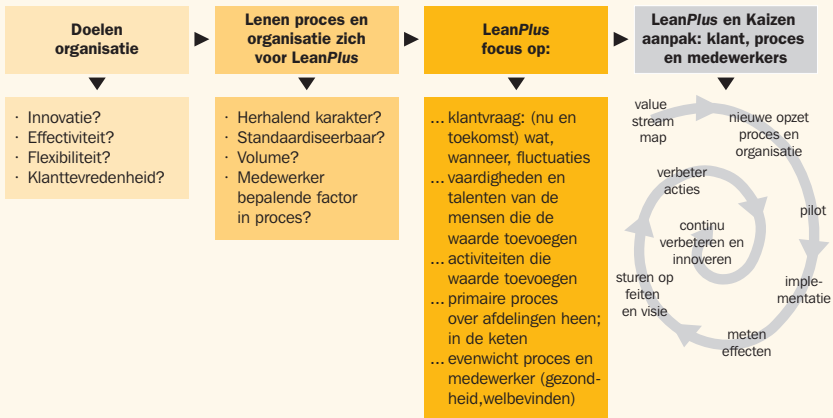 Doelen
organisatie
Lenen proces en
organisatie zich
voor LeanPlus
LeanPlus
focus op:
LeanPlus en Kaizen
aanpak: klant, proces
en medewerkers
· Innovatie?
· Effectiviteit?
· Flexibiliteit?
· Klanttevredenheid?
· Herhalend karakter?
· Standaardiseerbaar?
· Volume?
· Medewerker
bepalende factor
in proces?
... klantvraag: (nu en
toekomst) wat,
wanneer, fluctuaties
... vaardigheden en
talenten van de
mensen die de
waarde toevoegen
... activiteiten die
waarde toevoegen
... primaire proces
over afdelingen heen;
in de keten
... evenwicht proces en
medewerker (gezond-
heid,welbevinden)
value
stream
map
nieuwe opzet
proces en
organisatie
pilot
imple-
mentatie
meten
effecten
sturen op
feiten
en visie
verbeter
acties
continu
verbeteren en
innoveren